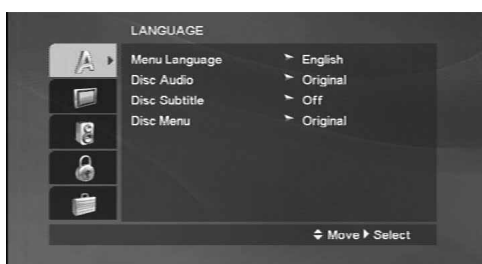 LANGUAGE
A
Menu Language English
Disc Audio Original
Disc Subtitle Off
Disc Menu Original
Move Select